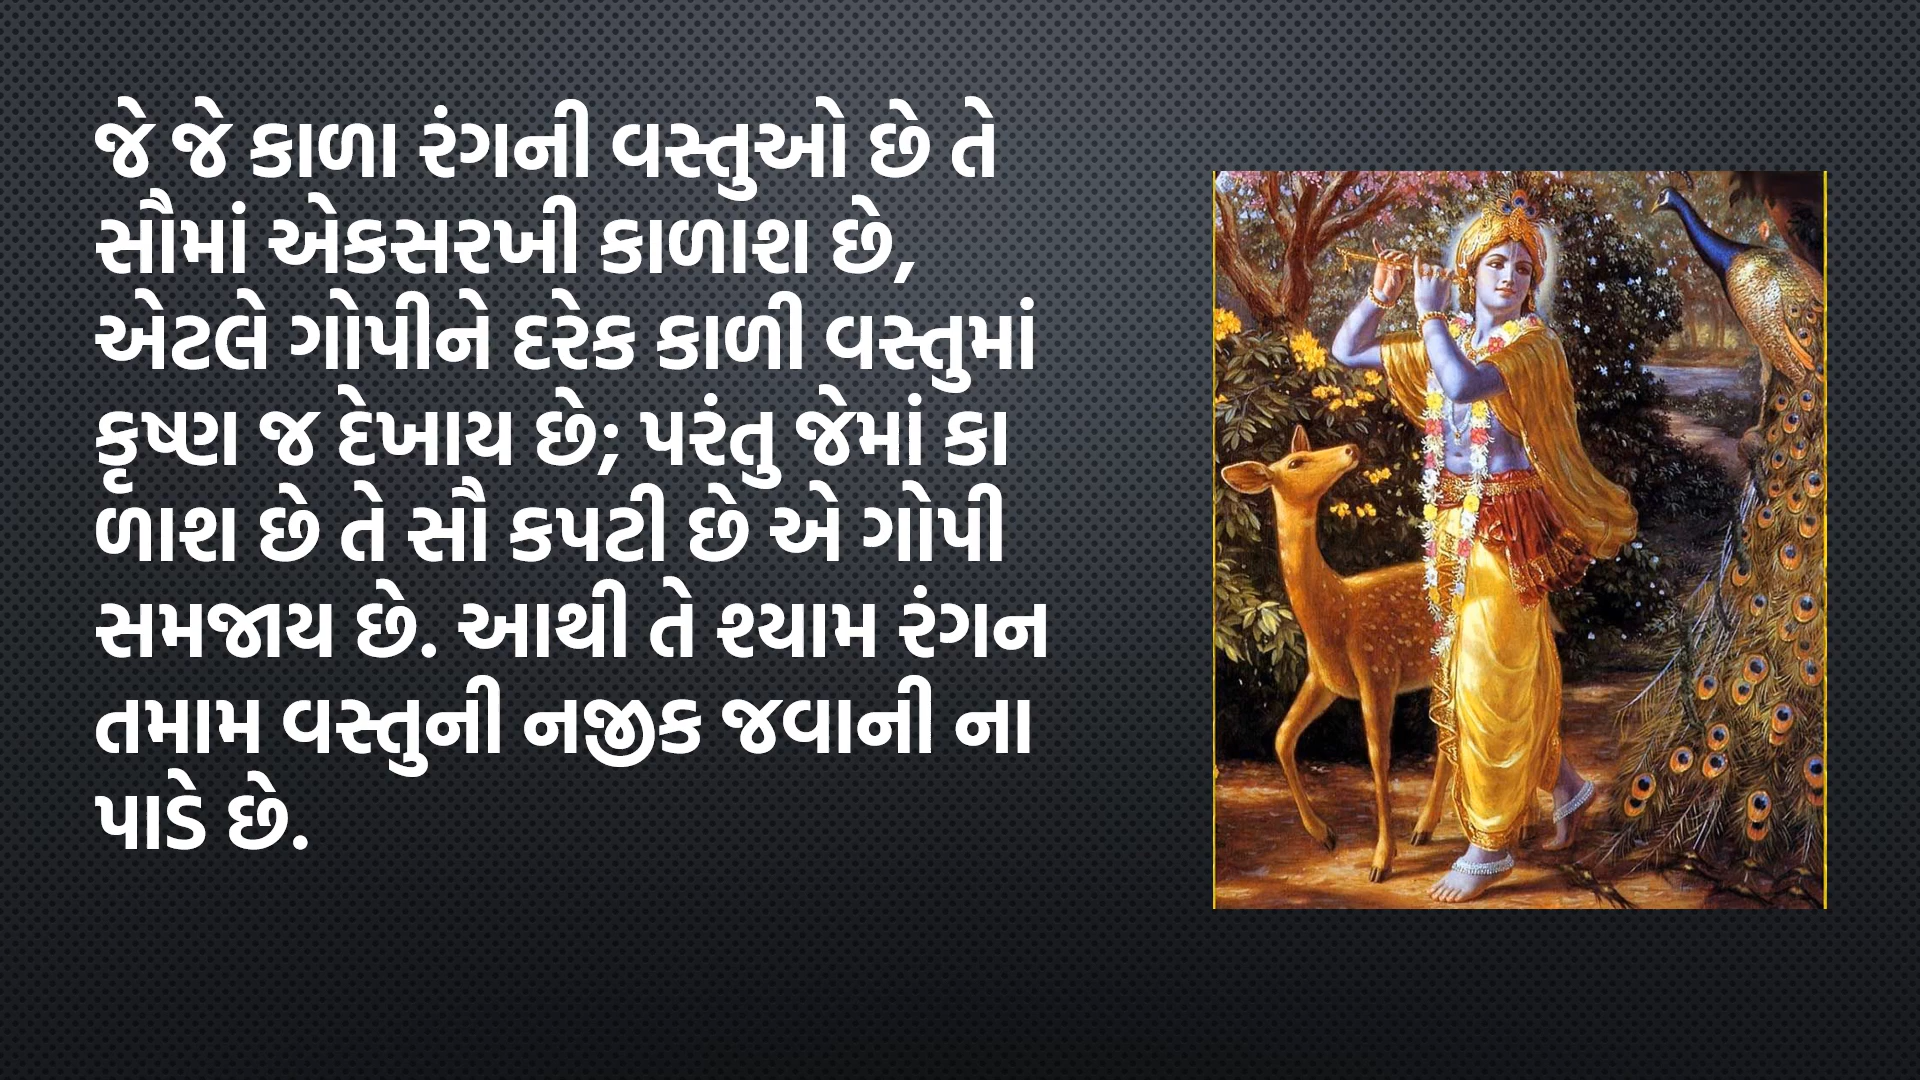 જે જે કાળા રંગની વસ્તુઓ છે તે
સૌમાં એકસરખી કાળાશ છે,
એટલે ગોપીને દરેક કાળી વસ્તુમાં
કૃષ્ણ જ દેખાય છે; પરંતુ જેમાં કા
ળાશ છે તે સૌ કપટી છે એ ગોપી
સમજાય છે. આથી તે શ્યામ રંગન
તમામ વસ્તુની નજીક જવાની ના
પાડે છે.